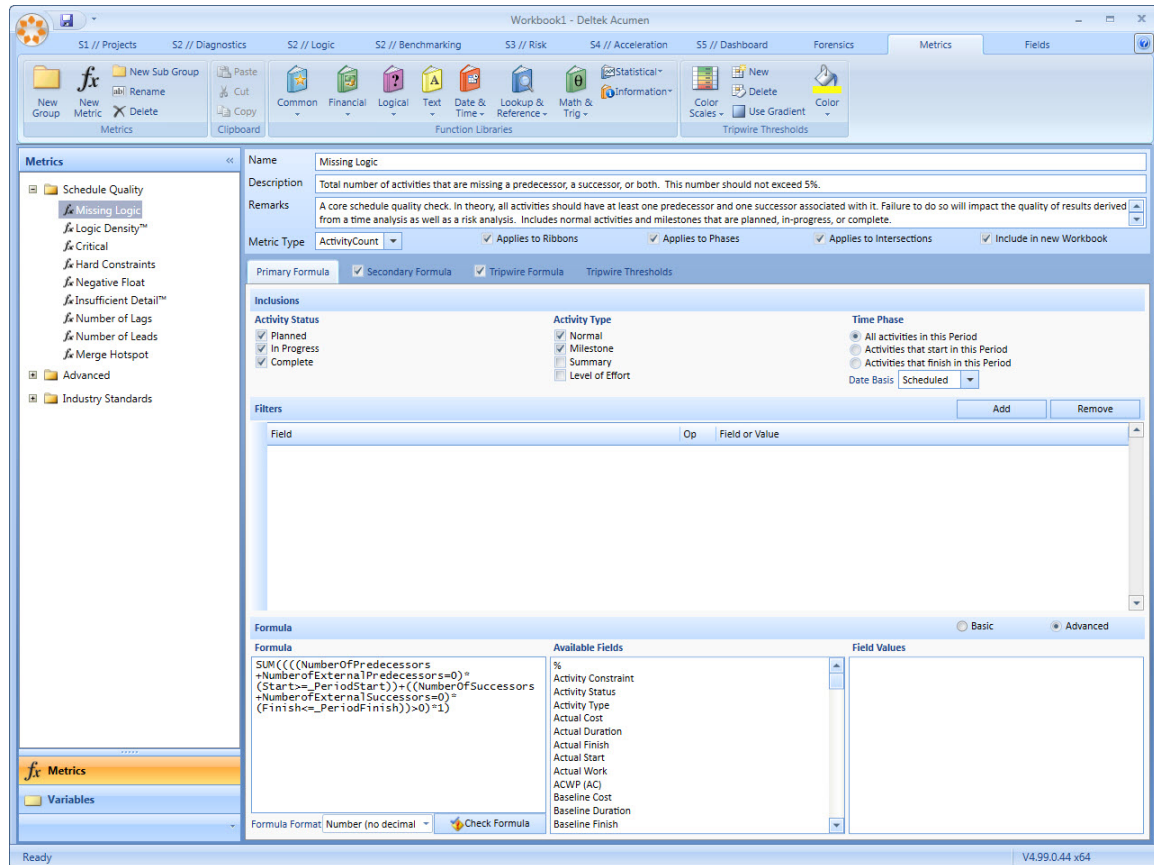 Workbook1 - Deltek Acumen
S1 // Projects S2 // Diagnostics S2 // Logic S2 // Benchmarking S3 // Risk S4 // Acceleration S5 // Dashboard Forensics Metrics Fields
New Group
fx New Metric
New Sub Group
Rename
Delete
Metrics
Paste
Cut
Copy
Clipboard
Common Financial Logical Text Date & Time Lookup & Reference Math & Trig
Statistical
Information
Function Libraries
Color Scales
New
Delete
Use Gradient
Color
Tripwire Thresholds
Metrics
Schedule Quality
fx Missing Logic
fx Logic Density™
fx Critical
fx Hard Constraints
fx Negative Float
fx Insufficient Detail™
fx Number of Lags
fx Number of Leads
fx Merge Hotspot
Advanced
Industry Standards
fx Metrics
Variables
Name Missing Logic
Description Total number of activities that are missing a predecessor, a successor, or both. This number should not exceed 5%.
Remarks A core schedule quality check. In theory, all activities should have at least one predecessor and one successor associated with it. Failure to do so will impact the quality of results derived
from a time analysis as well as a risk analysis. Includes normal activities and milestones that are planned, in-progress, or complete.
Metric Type ActivityCount Applies to Ribbons Applies to Phases Applies to Intersections Include in new Workbook
Primary Formula Secondary Formula Tripwire Formula Tripwire Thresholds
Inclusions
Activity Status
Planned
In Progress
Complete
Activity Type
Normal
Milestone
Summary
Level of Effort
Time Phase
All activities in this Period
Activities that start in this Period
Activities that finish in this Period
Date Basis Scheduled
Filters Add Remove
Field Op Field or Value
Formula Basic Advanced
Formula
SUM((((NumberOfPredecessors
+NumberofExternalPredecessors=0)*
(Start>=_PeriodStart))+((NumberOfSuccessors
+NumberofExternalSuccessors=0)*
(Finish<=_PeriodFinish))>0)*1)
Formula Format Number (no decimal Check Formula
Available Fields
%
Activity Constraint
Activity Status
Activity Type
Actual Cost
Actual Duration
Actual Finish
Actual Start
Actual Work
ACWP (AC)
Baseline Cost
Baseline Duration
Baseline Finish
Field Values
Ready V4.99.0.44 x64